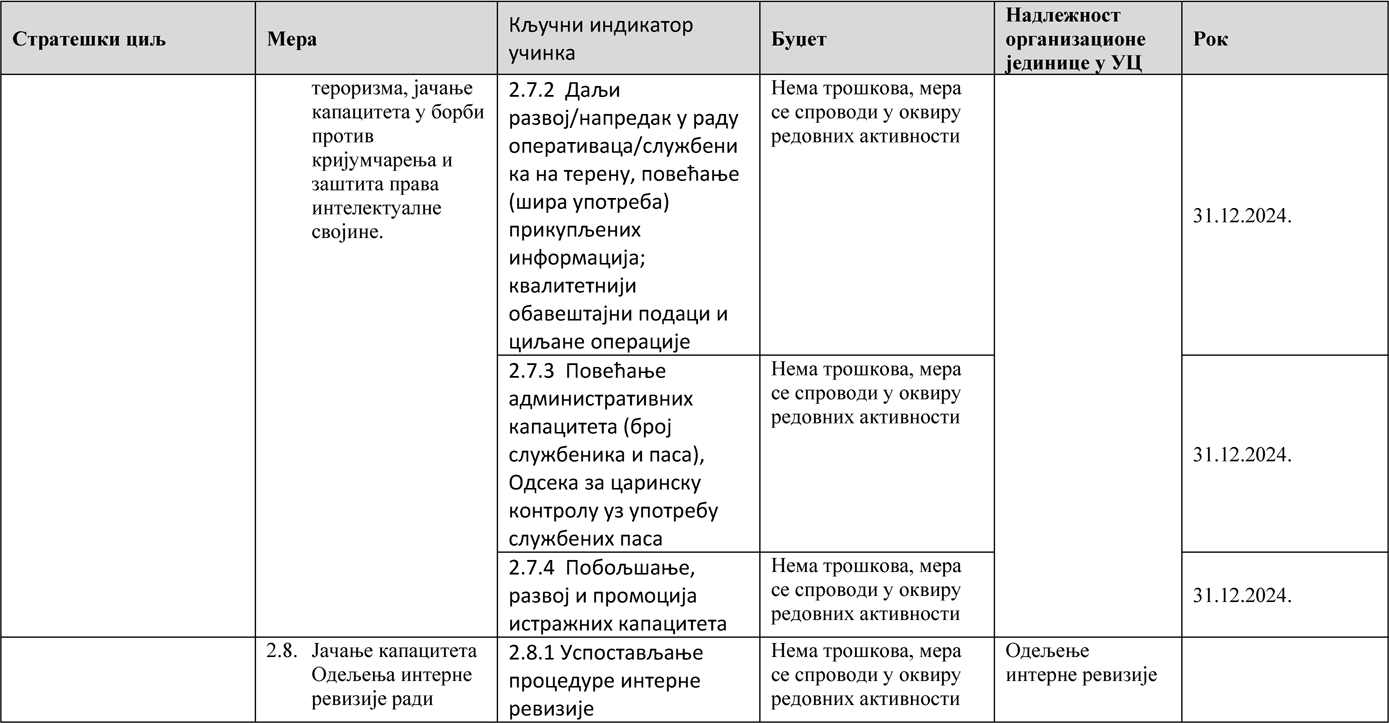 Стратешки циљ
Мера
Кључни индикатор
учинка
Буџет
Надлежност
организационе
јединице у УЦ
Рок
тероризма, јачање
капацитета у борби
против
кријумчарења и
заштита права
интелектуалне
својине.
2.7.2 Даљи
развој/напредак у раду
оперативаца/службени
ка на терену, повећање
(шира употреба)
прикупљених
информација;
квалитетнији
обавештајни подаци и
циљане операције
Нема трошкова, мера
се спроводи у оквиру
редовних активности
31.12.2024.
2.7.3 Повећање
административних
капацитета (број
службеника и паса),
Одсека за царинску
контролу уз употребу
службених паса
Нема трошкова, мера
се спроводи у оквиру
редовних активности
31.12.2024.
2.7.4 Побољшање,
развој и промоција
истражних капацитета
Нема трошкова, мера
се спроводи у оквиру
редовних активности
31.12.2024.
2.8. Јачање капацитета
Одељења интерне
ревизије ради
2.8.1 Успостављање
процедуре интерне
ревизије
Нема трошкова, мера
се спроводи у оквиру
редовних активности
Одељење
интерне ревизије